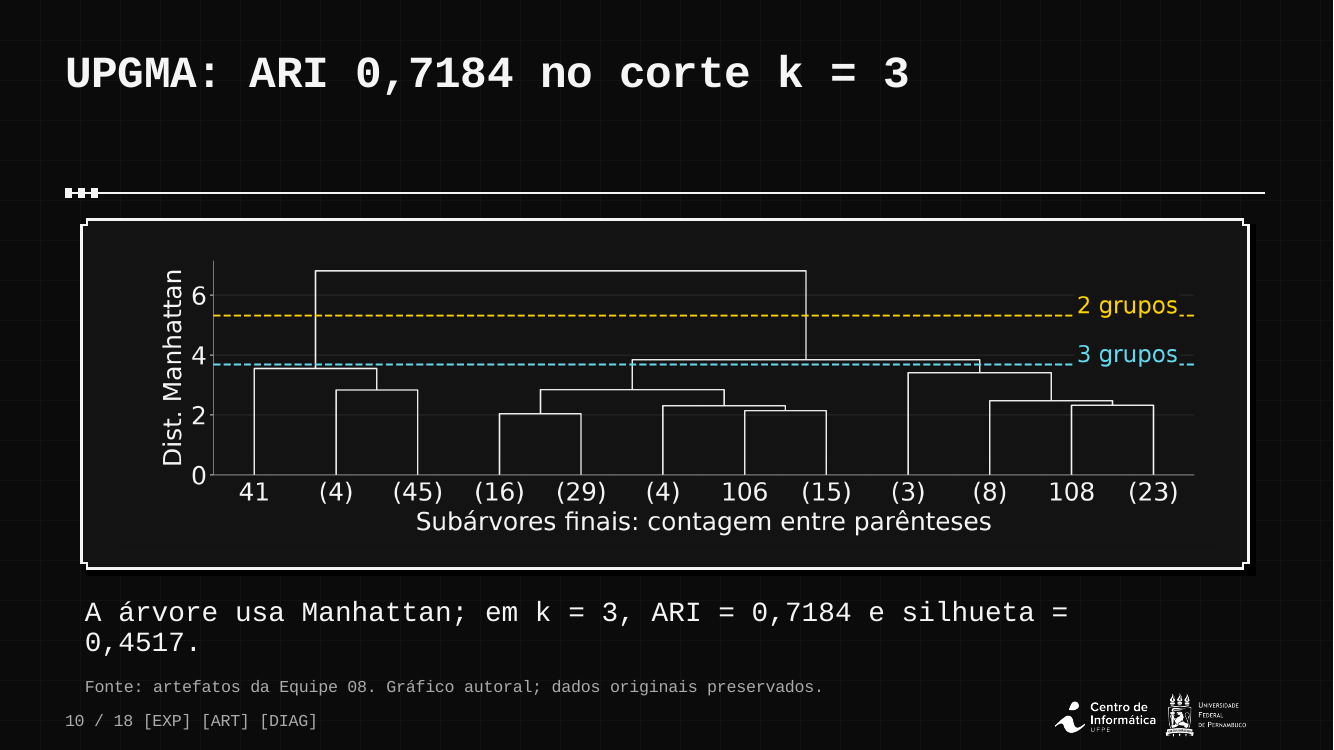 UPGMA: ARI 0,7184 no corte k = 3
Dist. Manhattan
6
4
2
0
2 grupos
3 grupos
41 (4) (45) (16) (29) (4) 106 (15) (3) (8) 108 (23)
Subárvores finais: contagem entre parênteses
A árvore usa Manhattan; em k = 3, ARI = 0,7184 e silhueta =
0,4517.
Fonte: artefatos da Equipe 08. Gráfico autoral; dados originais preservados.
10 / 18 [EXP] [ART] [DIAG]
Centro de
Informática
UFPE
Universidade
Federal
de Pernambuco